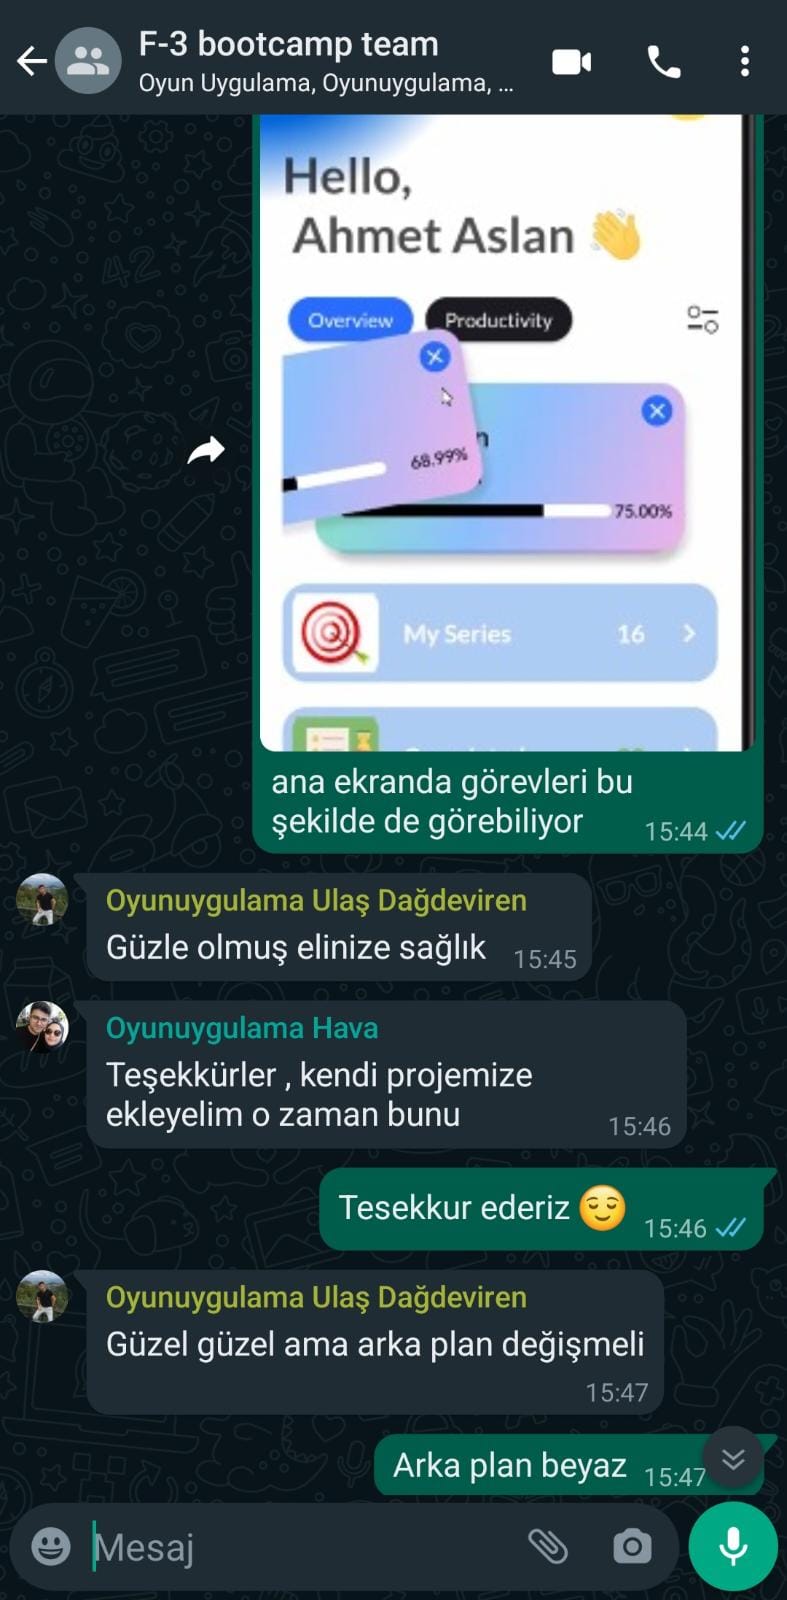 F-3 bootcamp team
Oyun Uygulama, Oyunuygulama, ...
Hello,
Ahmet Aslan 👋
Overview
Productivity
68.99%
75.00%
My Series 16
ana ekranda görevleri bu
şekilde de görebiliyor 15:44
Oyunuygulama Ulaş Dağdeviren
Güzle olmuş elinize sağlık 15:45
Oyunuygulama Hava
Teşekkürler , kendi projemize
ekleyelim o zaman bunu 15:46
Tesekkur ederiz 😌 15:46
Oyunuygulama Ulaş Dağdeviren
Güzel güzel ama arka plan değişmeli
15:47
Arka plan beyaz 15:47
Mesaj